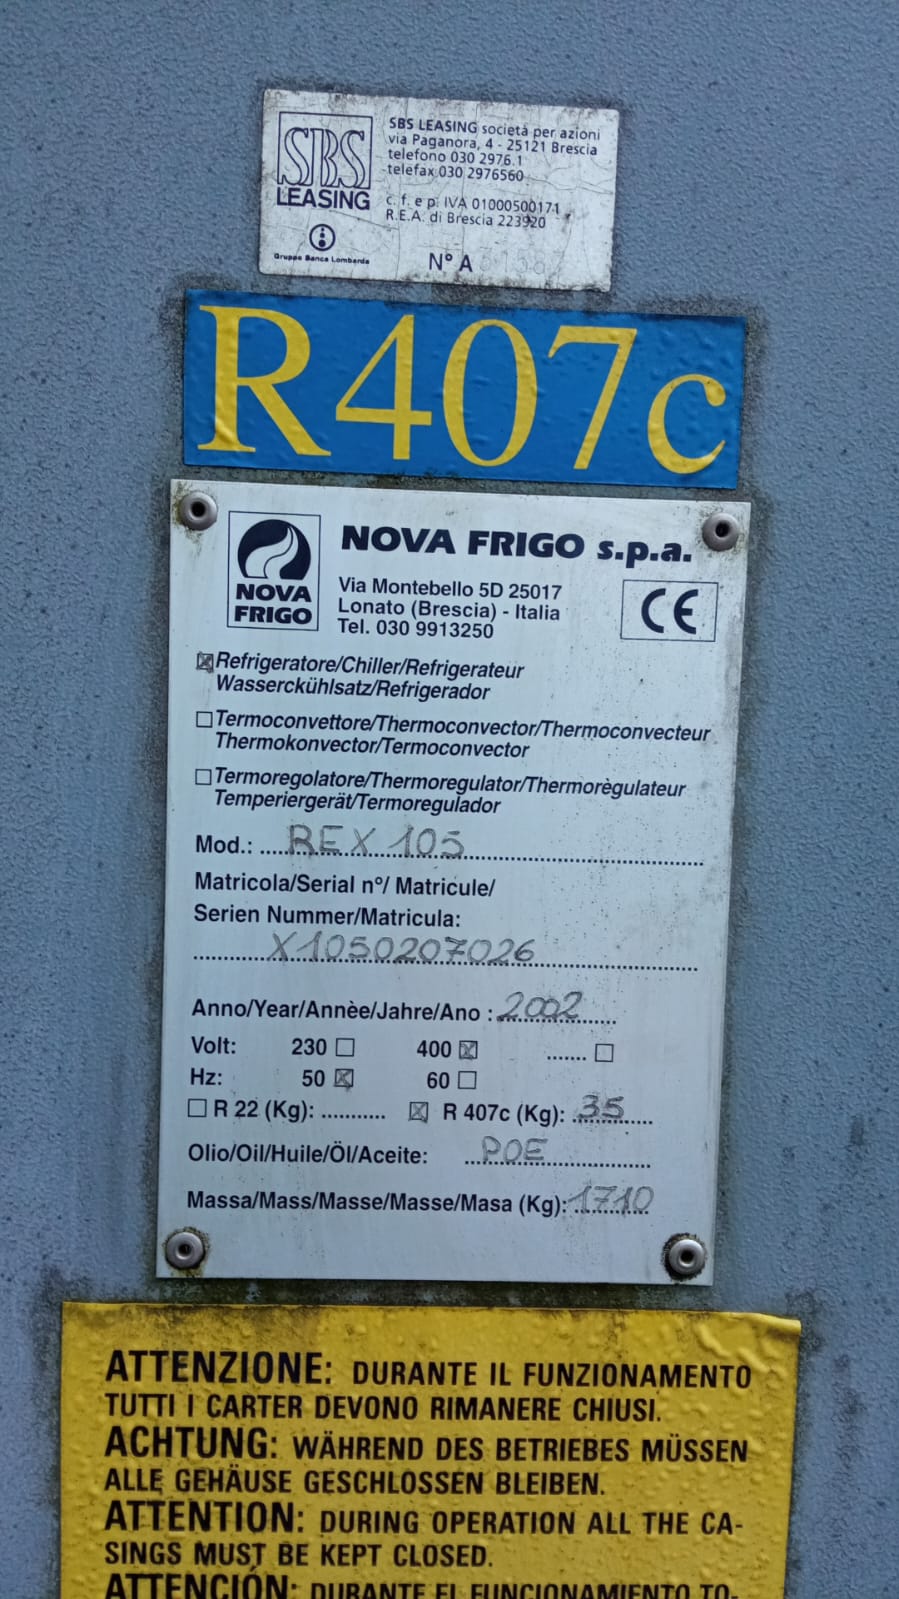 SBS
LEASING
Gruppo Banca Lombarda
SBS LEASING società per azioni
via Paganora, 4 - 25121 Brescia
telefono 030 2976.1
telefax 030 2976560
c. f. e p. IVA 01000500171
R.E.A. di Brescia 223920
N° A
R407c
NOVA
FRIGO
NOVA FRIGO s.p.a.
Via Montebello 5D 25017
Lonato (Brescia) - Italia
Tel. 030 9913250
CE
☒ Refrigeratore/Chiller/Refrigerateur
Wasserckühlsatz/Refrigerador
☐ Termoconvettore/Thermoconvector/Thermoconvecteur
Thermokonvector/Termoconvector
☐ Termoregolatore/Thermoregulator/Thermorègulateur
Temperiergerät/Termoregulador
Mod.: REX 105
Matricola/Serial n°/ Matricule/
Serien Nummer/Matricula:
X1050207026
Anno/Year/Annèe/Jahre/Ano : 2002
Volt: 230 ☐ 400 ☒ ....... ☐
Hz: 50 ☒ 60 ☐
☐ R 22 (Kg): ........... ☒ R 407c (Kg): 35
Olio/Oil/Huile/Öl/Aceite: POE
Massa/Mass/Masse/Masse/Masa (Kg): 1710
ATTENZIONE: DURANTE IL FUNZIONAMENTO
TUTTI I CARTER DEVONO RIMANERE CHIUSI.
ACHTUNG: WÄHREND DES BETRIEBES MÜSSEN
ALLE GEHÄUSE GESCHLOSSEN BLEIBEN.
ATTENTION: DURING OPERATION ALL THE CA-
SINGS MUST BE KEPT CLOSED.
ATTENCIÓN: DURANTE EL FUNCIONAMIENTO TO-